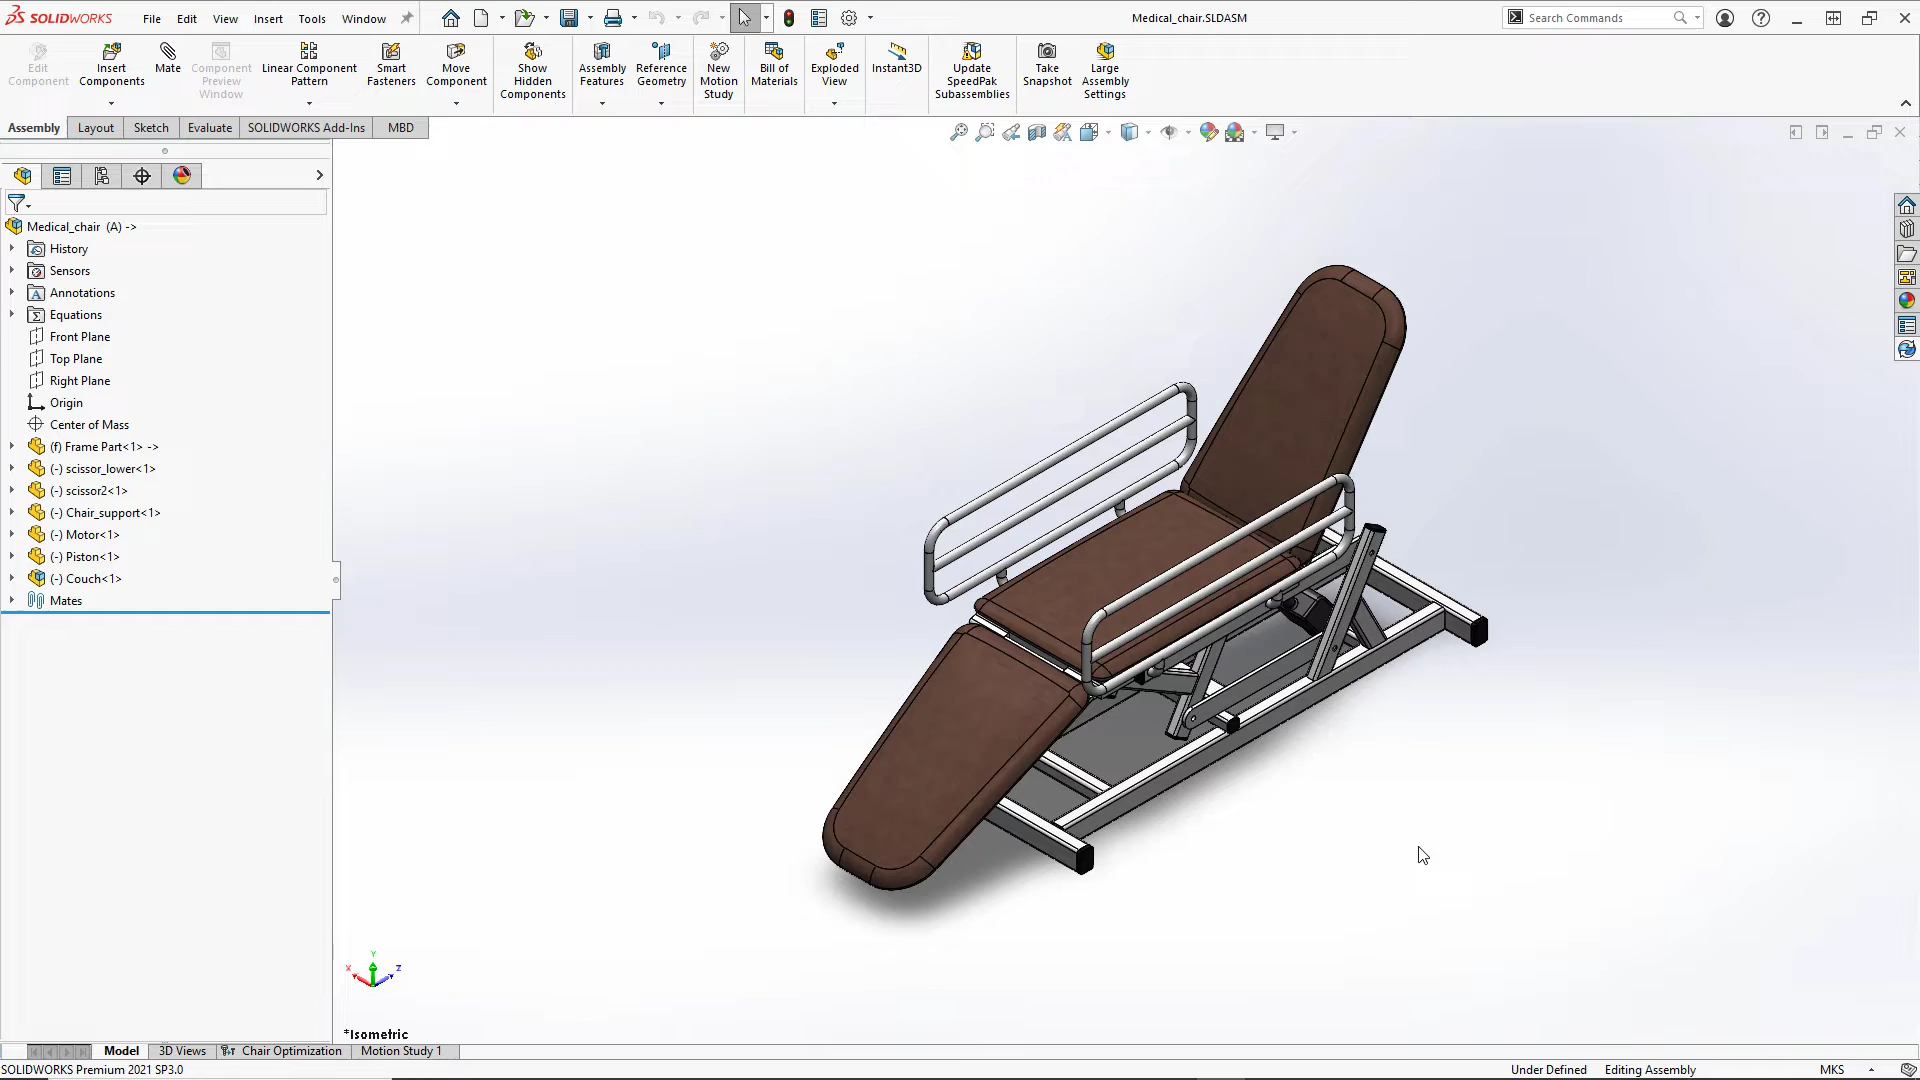 SOLIDWORKS File Edit View Insert Tools Window Medical_chair.SLDASM Search Commands
Edit Component
Insert Components
Mate
Component Preview Window
Linear Component Pattern
Smart Fasteners
Move Component
Show Hidden Components
Assembly Features
Reference Geometry
New Motion Study
Bill of Materials
Exploded View
Instant3D
Update SpeedPak Subassemblies
Take Snapshot
Large Assembly Settings
Assembly Layout Sketch Evaluate SOLIDWORKS Add-Ins MBD
Medical_chair (A) ->
History
Sensors
Annotations
Equations
Front Plane
Top Plane
Right Plane
Origin
Center of Mass
(f) Frame Part<1> ->
(-) scissor_lower<1>
(-) scissor2<1>
(-) Chair_support<1>
(-) Motor<1>
(-) Piston<1>
(-) Couch<1>
Mates
Y
X Z
*Isometric
Model 3D Views Chair Optimization Motion Study 1
SOLIDWORKS Premium 2021 SP3.0 Under Defined Editing Assembly MKS